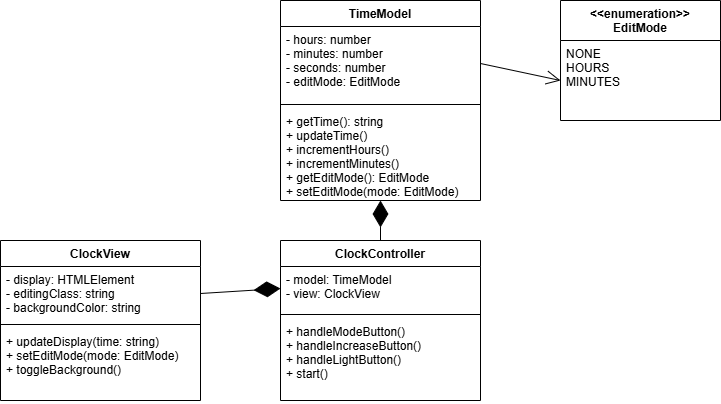 TimeModel
- hours: number
- minutes: number
- seconds: number
- editMode: EditMode
+ getTime(): string
+ updateTime()
+ incrementHours()
+ incrementMinutes()
+ getEditMode(): EditMode
+ setEditMode(mode: EditMode)
<<enumeration>>
EditMode
NONE
HOURS
MINUTES
ClockView
- display: HTMLElement
- editingClass: string
- backgroundColor: string
+ updateDisplay(time: string)
+ setEditMode(mode: EditMode)
+ toggleBackground()
ClockController
- model: TimeModel
- view: ClockView
+ handleModeButton()
+ handleIncreaseButton()
+ handleLightButton()
+ start()